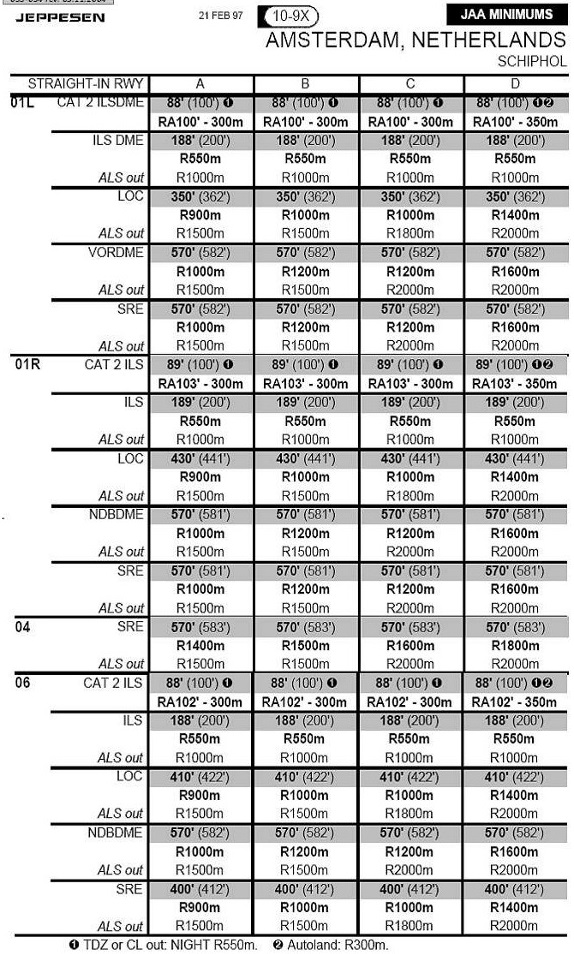 JEPPESEN 21 FEB 97 10-9X JAA MINIMUMS
AMSTERDAM, NETHERLANDS
SCHIPHOL
STRAIGHT-IN RWY A B C D
01L CAT 2 ILSDME 88' (100') ❶ 88' (100') ❶ 88' (100') ❶ 88' (100') ❶❷
RA100' - 300m RA100' - 300m RA100' - 300m RA100' - 350m
ILS DME 188' (200') 188' (200') 188' (200') 188' (200')
R550m R550m R550m R550m
ALS out R1000m R1000m R1000m R1000m
LOC 350' (362') 350' (362') 350' (362') 350' (362')
R900m R1000m R1000m R1400m
ALS out R1500m R1500m R1800m R2000m
VORDME 570' (582') 570' (582') 570' (582') 570' (582')
R1000m R1200m R1200m R1600m
ALS out R1500m R1500m R2000m R2000m
SRE 570' (582') 570' (582') 570' (582') 570' (582')
R1000m R1200m R1200m R1600m
ALS out R1500m R1500m R2000m R2000m
01R CAT 2 ILS 89' (100') ❶ 89' (100') ❶ 89' (100') ❶ 89' (100') ❶❷
RA103' - 300m RA103' - 300m RA103' - 300m RA103' - 350m
ILS 189' (200') 189' (200') 189' (200') 189' (200')
R550m R550m R550m R550m
ALS out R1000m R1000m R1000m R1000m
LOC 430' (441') 430' (441') 430' (441') 430' (441')
R900m R1000m R1000m R1400m
ALS out R1500m R1500m R1800m R2000m
NDBDME 570' (581') 570' (581') 570' (581') 570' (581')
R1000m R1200m R1200m R1600m
ALS out R1500m R1500m R2000m R2000m
SRE 570' (581') 570' (581') 570' (581') 570' (581')
R1000m R1200m R1200m R1600m
ALS out R1500m R1500m R2000m R2000m
04 SRE 570' (583') 570' (583') 570' (583') 570' (583')
R1400m R1500m R1600m R1800m
ALS out R1500m R1500m R2000m R2000m
06 CAT 2 ILS 88' (100') ❶ 88' (100') ❶ 88' (100') ❶ 88' (100') ❶❷
RA102' - 300m RA102' - 300m RA102' - 300m RA102' - 350m
ILS 188' (200') 188' (200') 188' (200') 188' (200')
R550m R550m R550m R550m
ALS out R1000m R1000m R1000m R1000m
LOC 410' (422') 410' (422') 410' (422') 410' (422')
R900m R1000m R1000m R1400m
ALS out R1500m R1500m R1800m R2000m
NDBDME 570' (582') 570' (582') 570' (582') 570' (582')
R1000m R1200m R1200m R1600m
ALS out R1500m R1500m R2000m R2000m
SRE 400' (412') 400' (412') 400' (412') 400' (412')
R900m R1000m R1000m R1400m
ALS out R1500m R1500m R1800m R2000m
❶ TDZ or CL out: NIGHT R550m. ❷ Autoland: R300m.